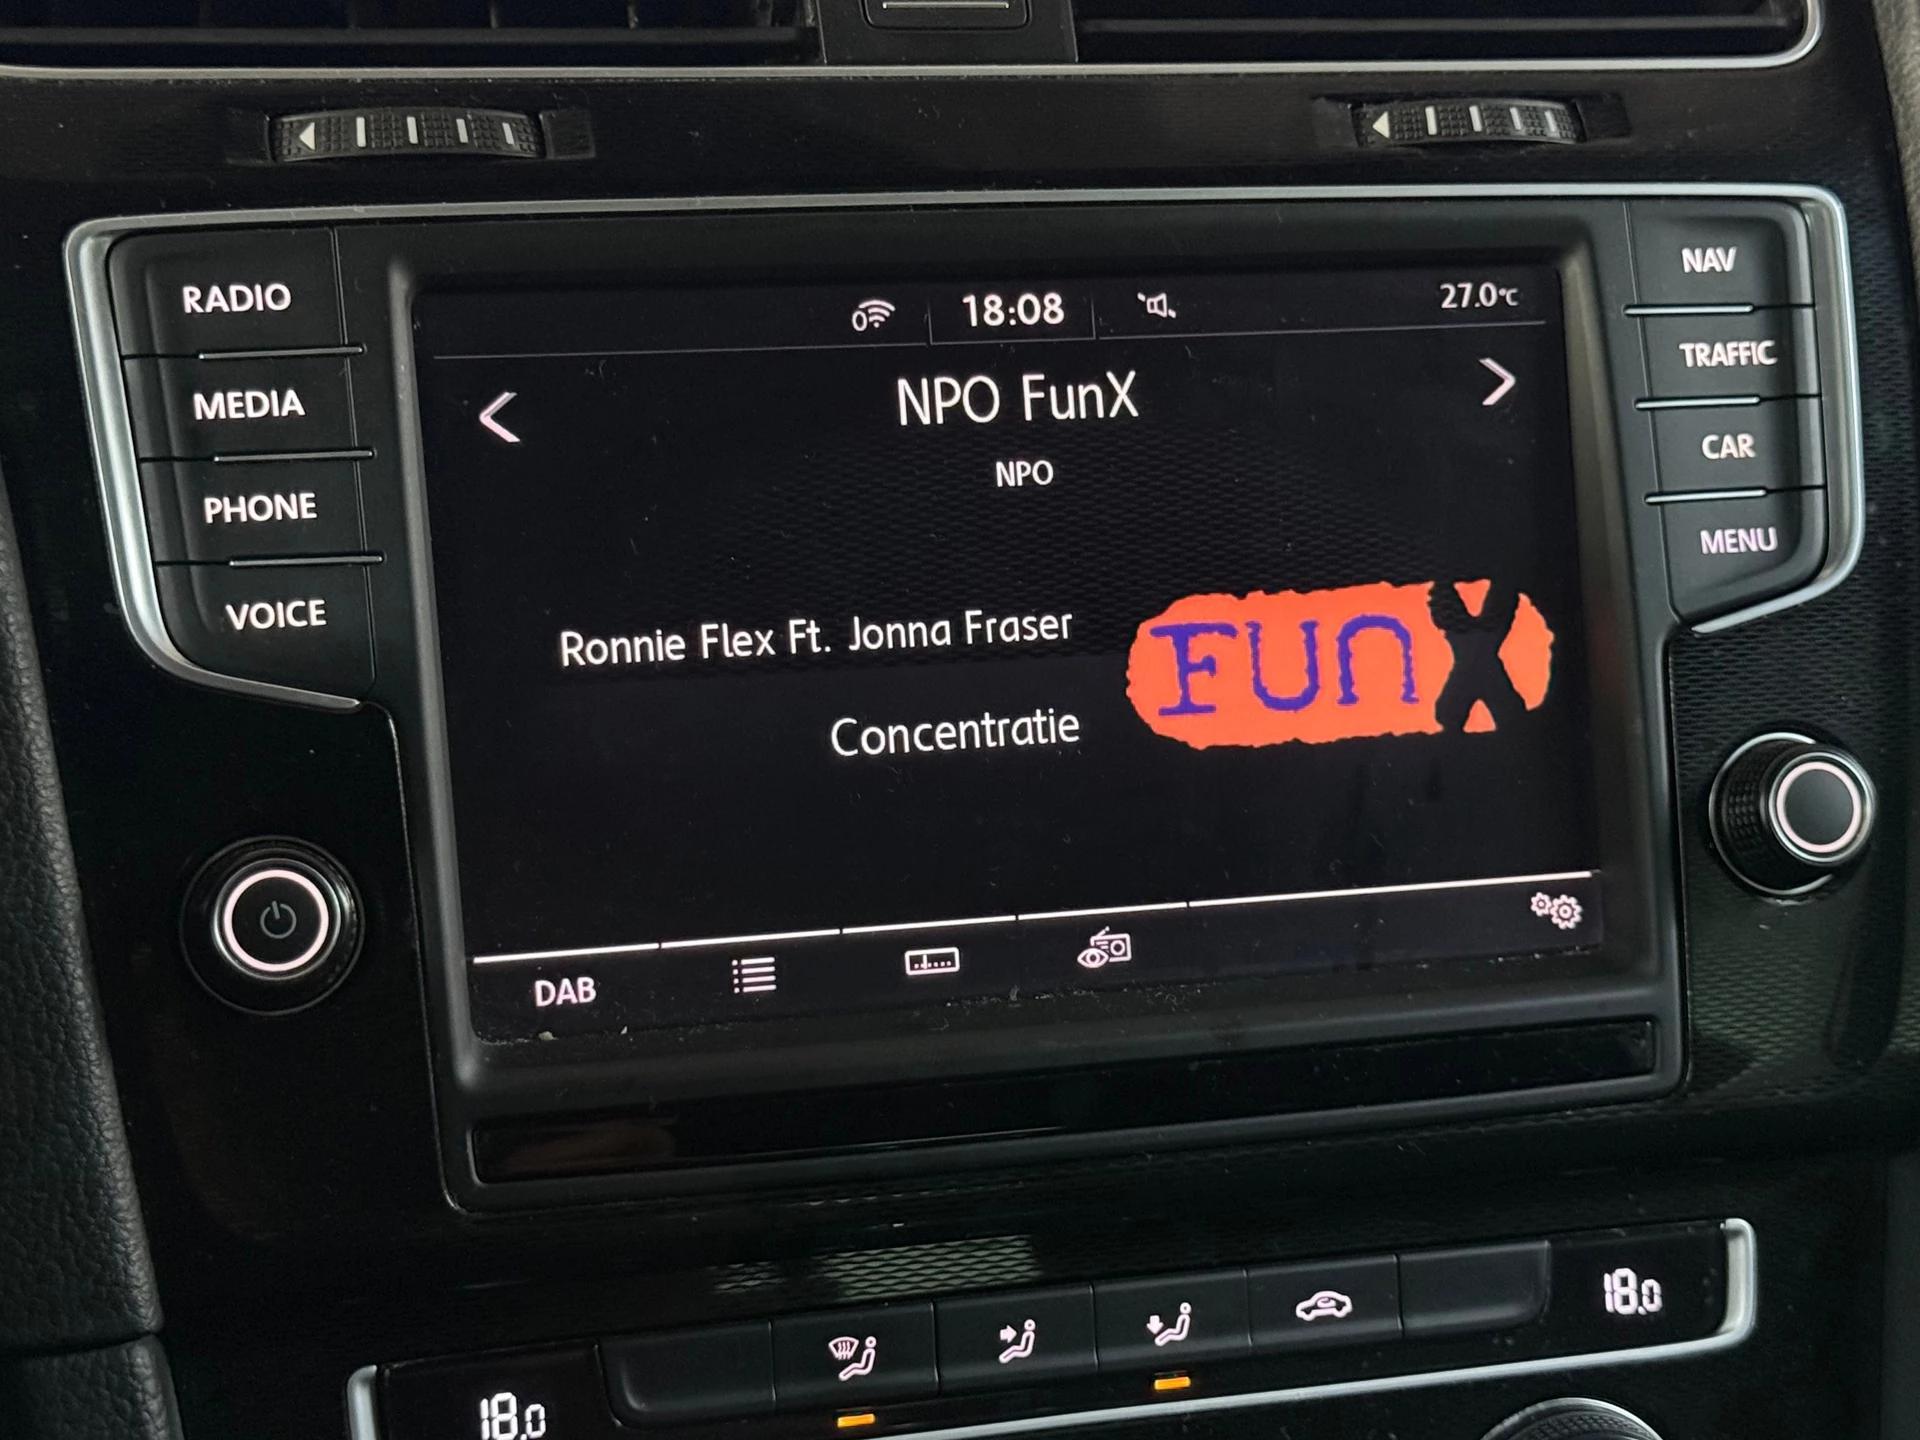 RADIO
MEDIA
PHONE
VOICE
0
18:08
27.0°C
NPO FunX
NPO
Ronnie Flex Ft. Jonna Fraser
Concentratie
FunX
DAB
NAV
TRAFFIC
CAR
MENU
18.0
18.0